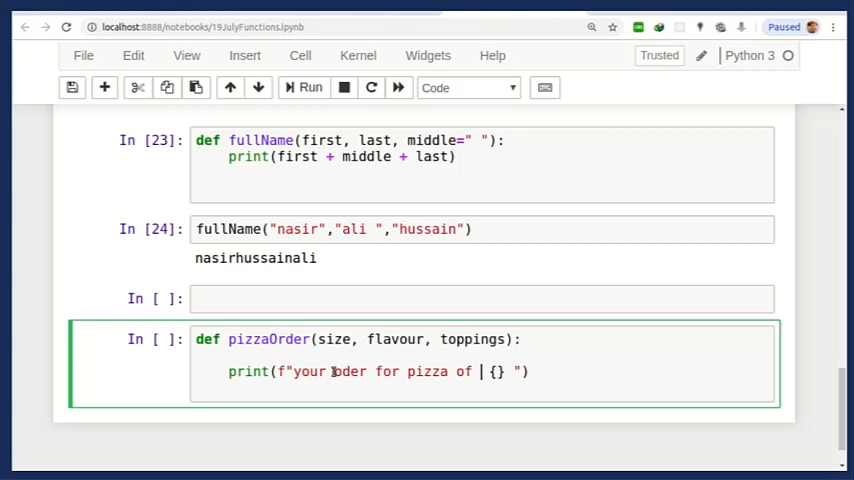 localhost:8888/notebooks/19JulyFunctions.ipynb
Paused
File Edit View Insert Cell Kernel Widgets Help
Trusted
Python 3
Run
Code
In [23]:
def fullName(first, last, middle=" "):
print(first + middle + last)
In [24]:
fullName("nasir","ali ","hussain")
nasirhussainali
In [ ]:
In [ ]:
def pizzaOrder(size, flavour, toppings):
print(f"your oder for pizza of  {} ")